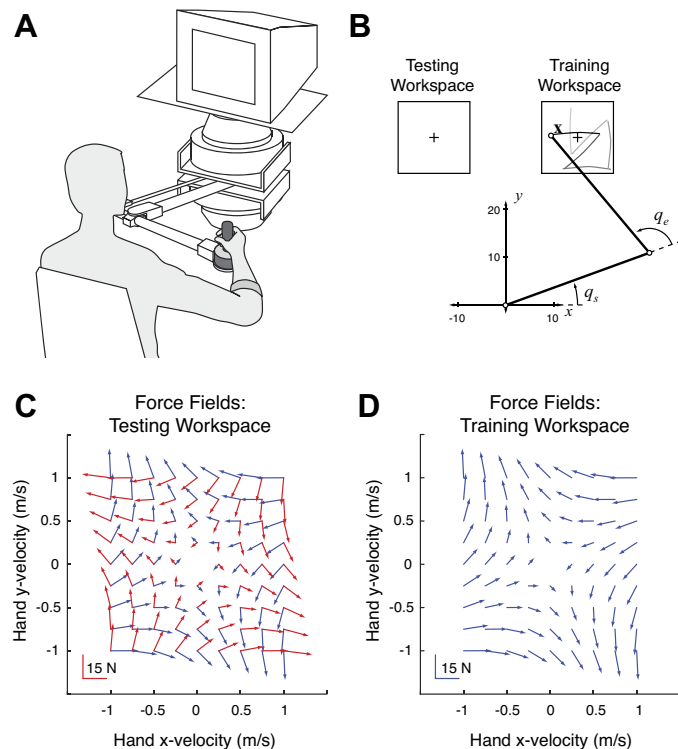 A
B
Testing
Workspace
Training
Workspace
x
y
20
10
q_e
q_s
-10
10
x
C
Force Fields:
Testing Workspace
Hand y-velocity (m/s)
1
0.5
0
-0.5
-1
15 N
-1
-0.5
0
0.5
1
Hand x-velocity (m/s)
D
Force Fields:
Training Workspace
Hand y-velocity (m/s)
1
0.5
0
-0.5
-1
15 N
-1
-0.5
0
0.5
1
Hand x-velocity (m/s)